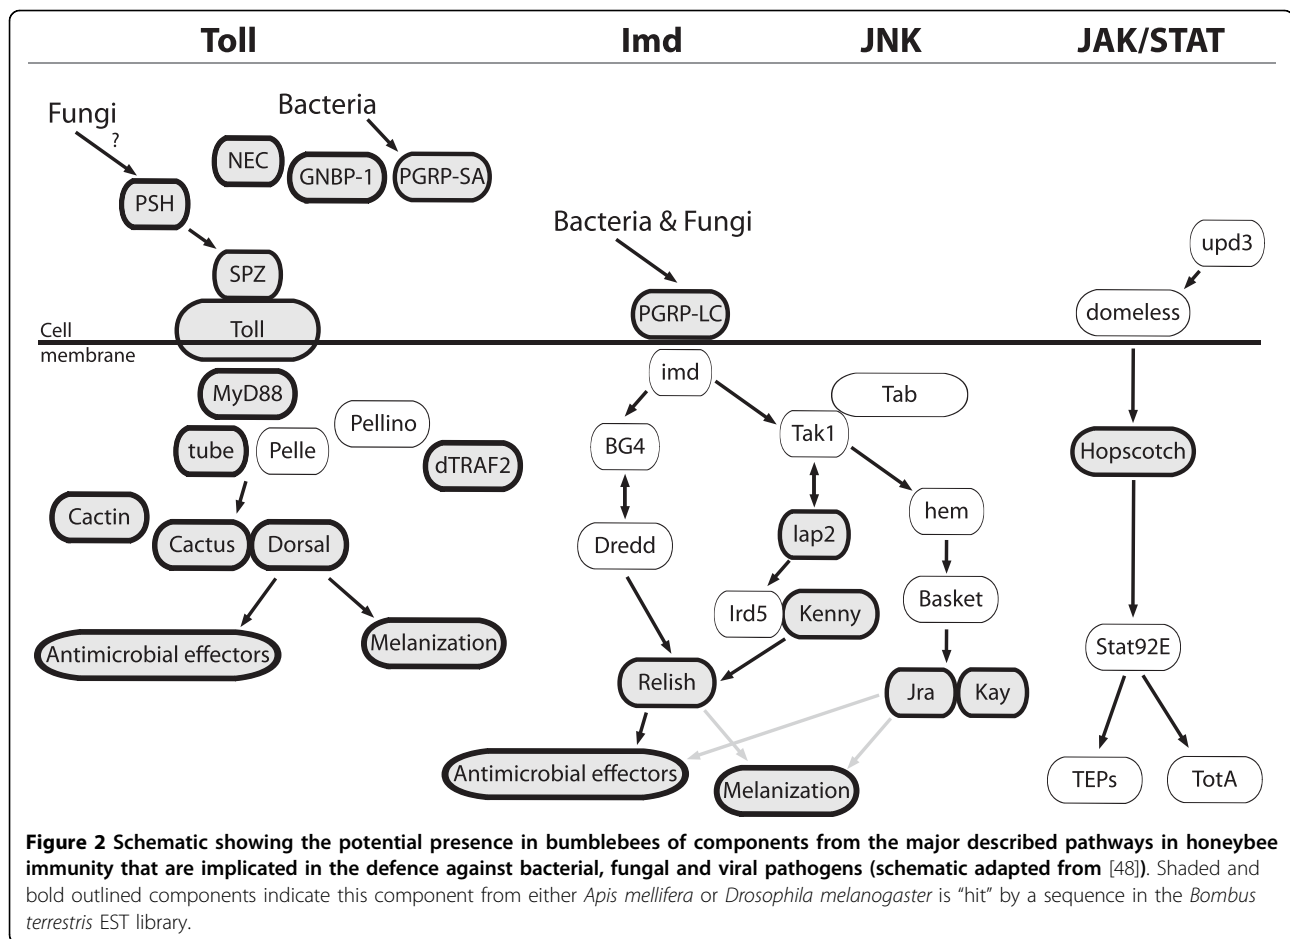 Toll
Imd
JNK
JAK/STAT
Fungi
?
Bacteria
NEC
GNBP-1
PGRP-SA
PSH
SPZ
Toll
Bacteria & Fungi
PGRP-LC
upd3
domeless
Cell
membrane
MyD88
tube
Pelle
Pellino
dTRAF2
Cactin
Cactus
Dorsal
Antimicrobial effectors
Melanization
imd
BG4
Dredd
Tak1
Tab
Iap2
Ird5
Kenny
Relish
hem
Basket
Jra
Kay
Antimicrobial effectors
Melanization
Hopscotch
Stat92E
TEPs
TotA
Figure 2 Schematic showing the potential presence in bumblebees of components from the major described pathways in honeybee
immunity that are implicated in the defence against bacterial, fungal and viral pathogens (schematic adapted from [48]). Shaded and
bold outlined components indicate this component from either Apis mellifera or Drosophila melanogaster is “hit” by a sequence in the Bombus
terrestris EST library.